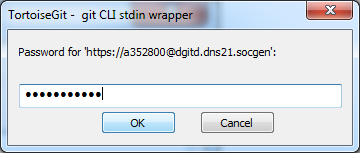 TortoiseGit - git CLI stdin wrapper
Password for 'https://a352800@dgitd.dns21.socgen':
●●●●●●●●●●●
OK Cancel